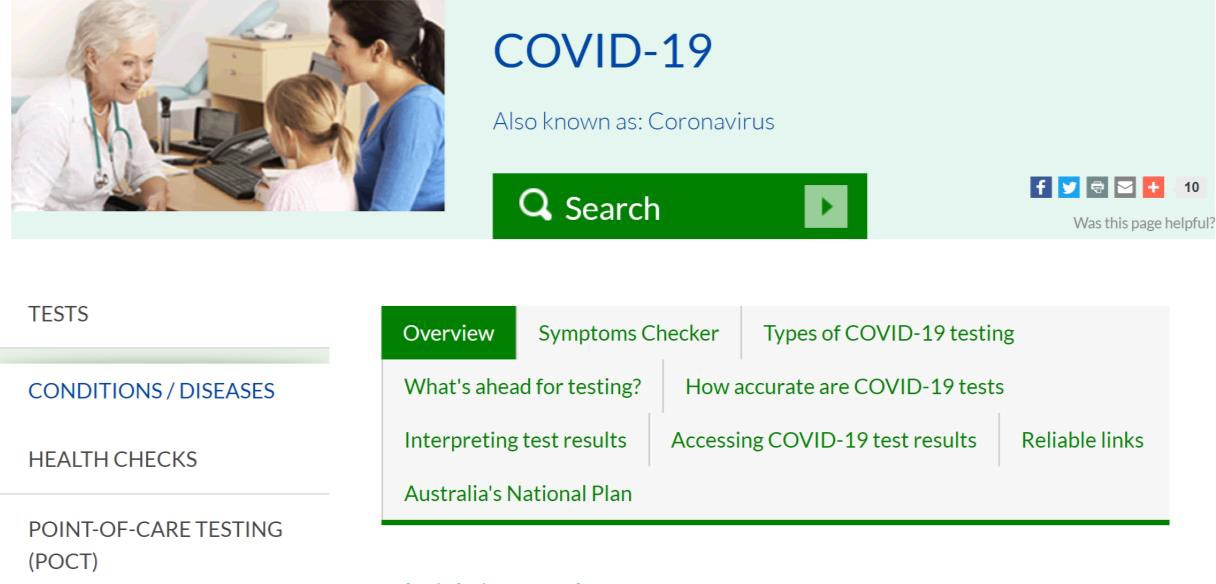 COVID-19
Also known as: Coronavirus
Search
10
Was this page helpful?
TESTS
CONDITIONS / DISEASES
HEALTH CHECKS
POINT-OF-CARE TESTING
(POCT)
Overview
Symptoms Checker
Types of COVID-19 testing
What's ahead for testing?
How accurate are COVID-19 tests
Interpreting test results
Accessing COVID-19 test results
Reliable links
Australia's National Plan